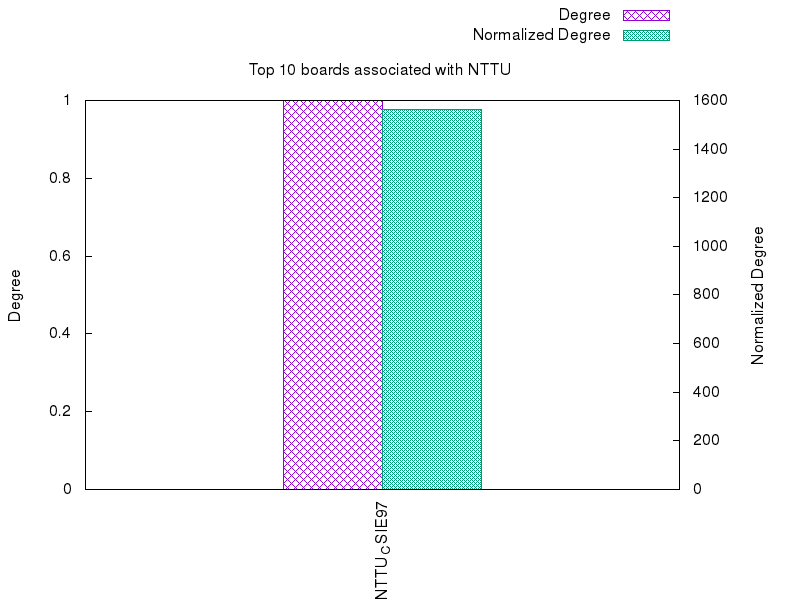 Degree
Normalized Degree
Top 10 boards associated with NTTU
1
0.8
0.6
0.4
0.2
0
Degree
1600
1400
1200
1000
800
600
400
200
0
Normalized Degree
NTTUCSIE97